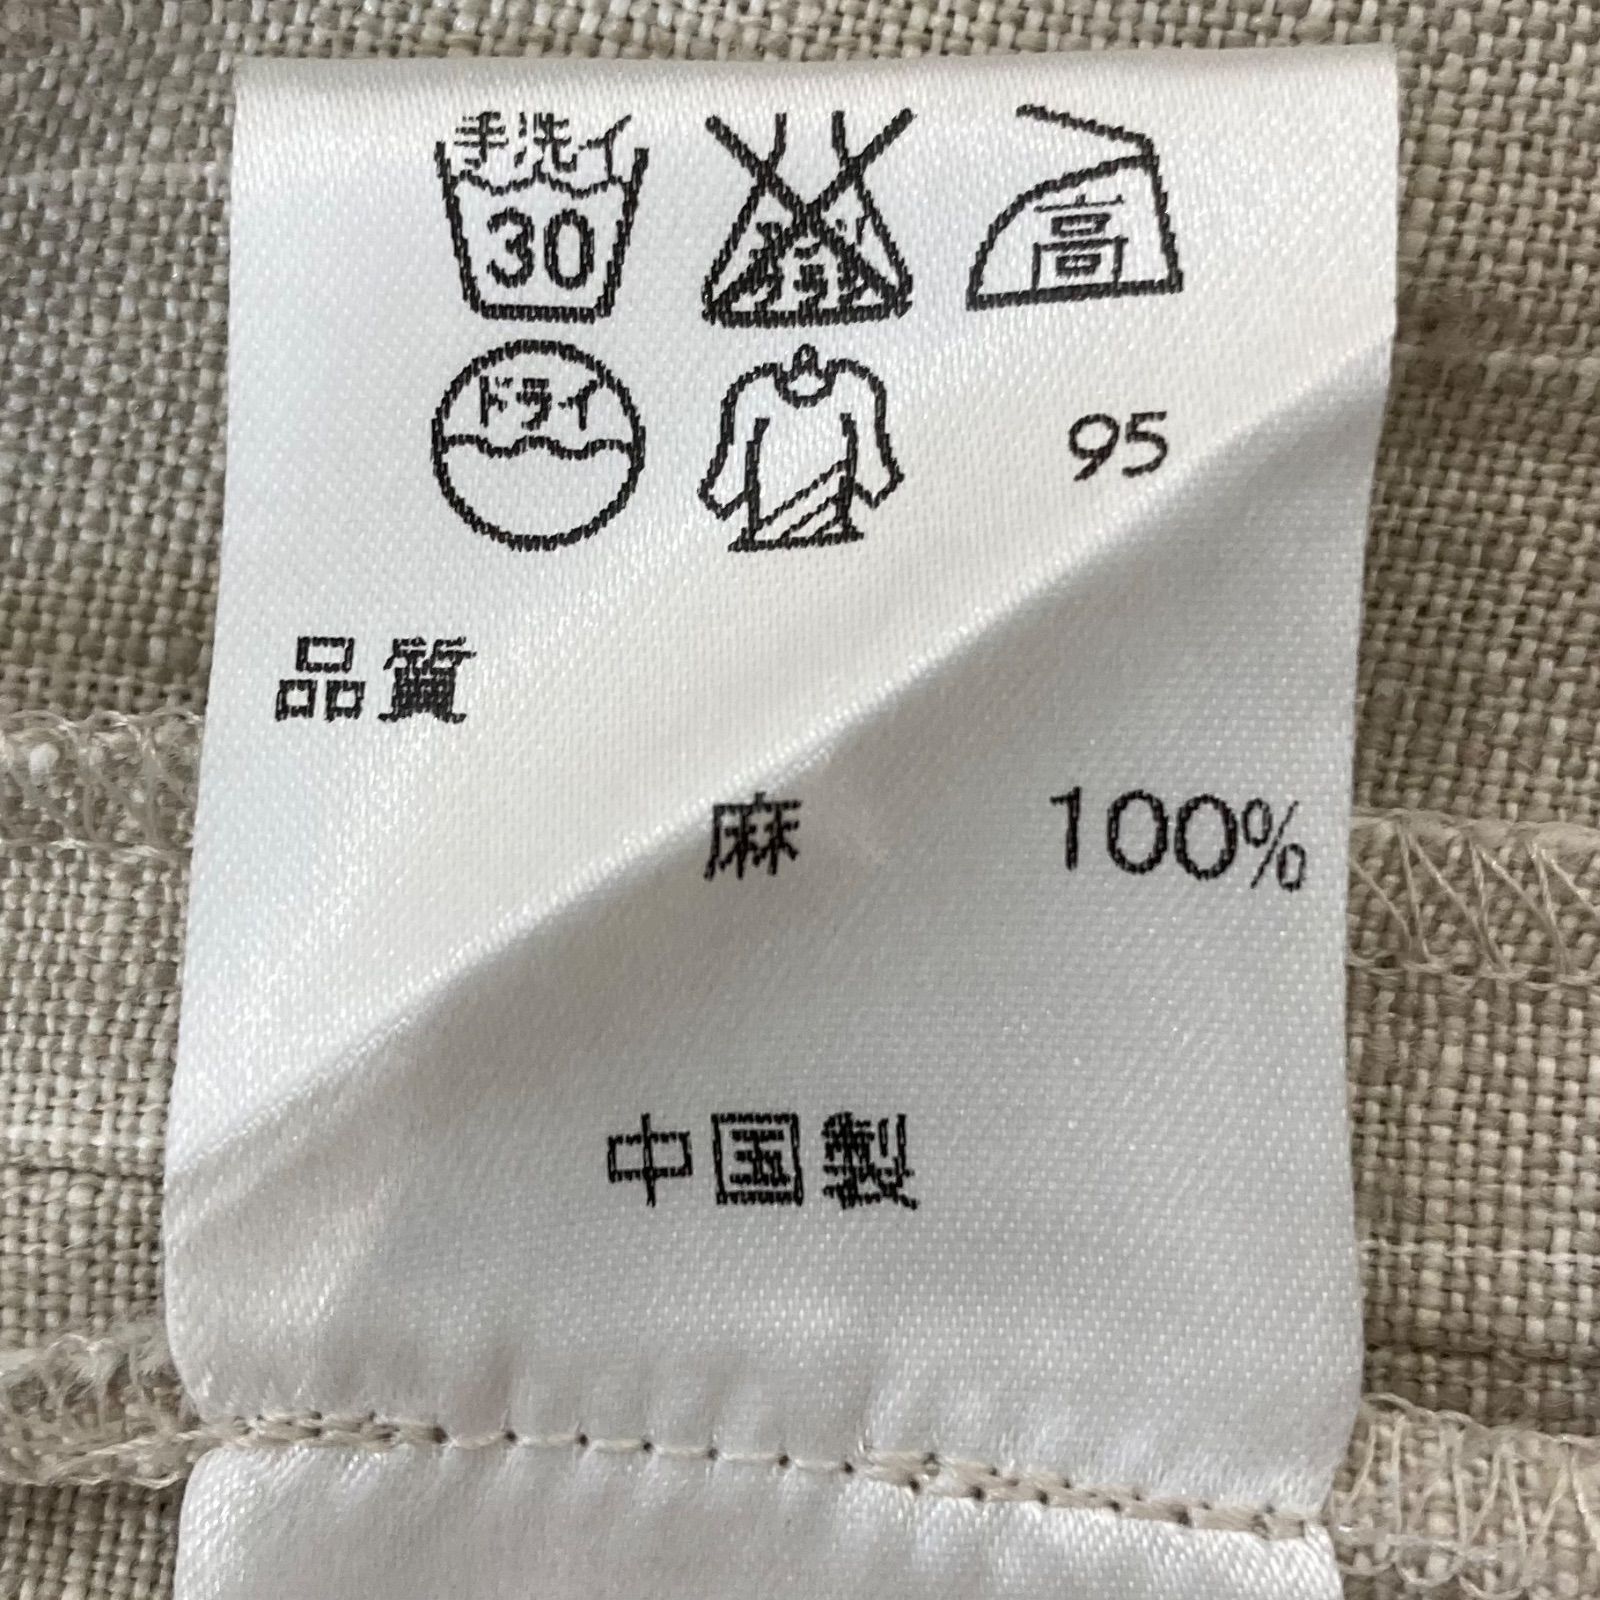 手洗イ
30
高
ドライ
95
品質
麻 100%
中国製